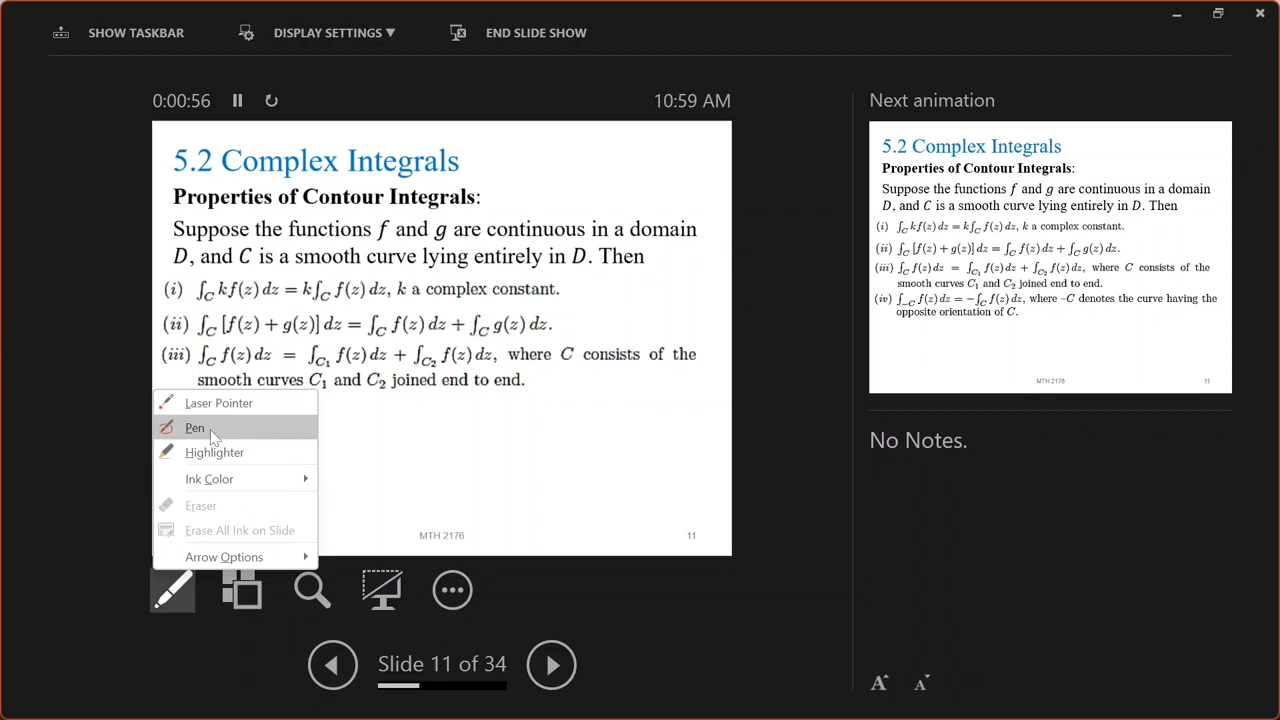 SHOW TASKBAR DISPLAY SETTINGS ▼ END SLIDE SHOW
0:00:56 10:59 AM
5.2 Complex Integrals
Properties of Contour Integrals:
Suppose the functions f and g are continuous in a domain
D, and C is a smooth curve lying entirely in D. Then
(i) ∫_C kf(z) dz = k∫_C f(z) dz, k a complex constant.
(ii) ∫_C [f(z) + g(z)] dz = ∫_C f(z) dz + ∫_C g(z) dz.
(iii) ∫_C f(z) dz = ∫_C₁ f(z) dz + ∫_C₂ f(z) dz, where C consists of the
smooth curves C₁ and C₂ joined end to end.
Laser Pointer
Pen
Highlighter
Ink Color
Eraser
Erase All Ink on Slide
Arrow Options
MTH 2176 11
Slide 11 of 34
Next animation
5.2 Complex Integrals
Properties of Contour Integrals:
Suppose the functions f and g are continuous in a domain
D, and C is a smooth curve lying entirely in D. Then
(i) ∫_C kf(z) dz = k∫_C f(z) dz, k a complex constant.
(ii) ∫_C [f(z) + g(z)] dz = ∫_C f(z) dz + ∫_C g(z) dz.
(iii) ∫_C f(z) dz = ∫_C₁ f(z) dz + ∫_C₂ f(z) dz, where C consists of the
smooth curves C₁ and C₂ joined end to end.
(iv) ∫_−C f(z) dz = −∫_C f(z) dz, where –C denotes the curve having the
opposite orientation of C.
MTH 2176 11
No Notes.
A A